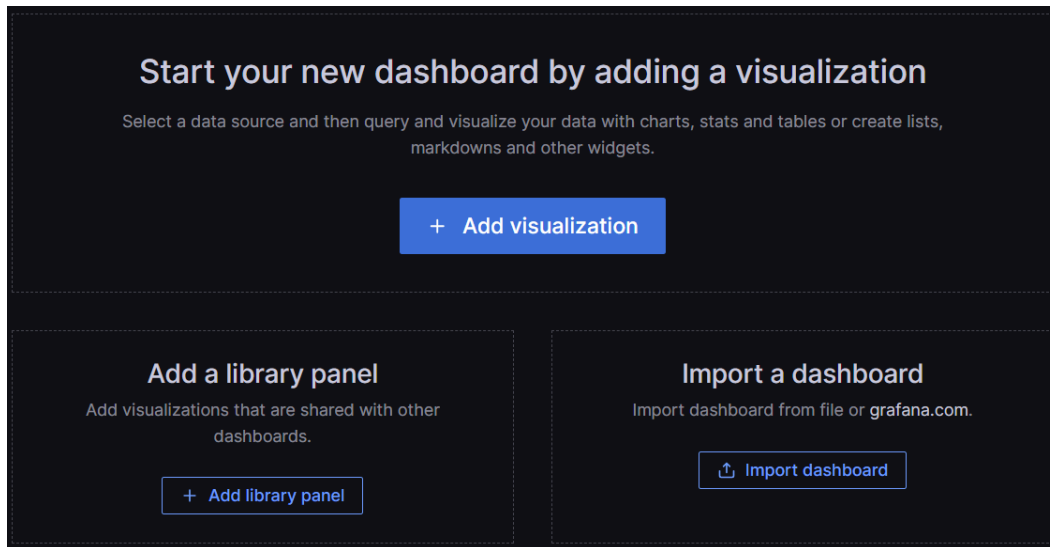 Start your new dashboard by adding a visualization
Select a data source and then query and visualize your data with charts, stats and tables or create lists,
markdowns and other widgets.
+ Add visualization
Add a library panel
Add visualizations that are shared with other
dashboards.
+ Add library panel
Import a dashboard
Import dashboard from file or grafana.com.
Import dashboard